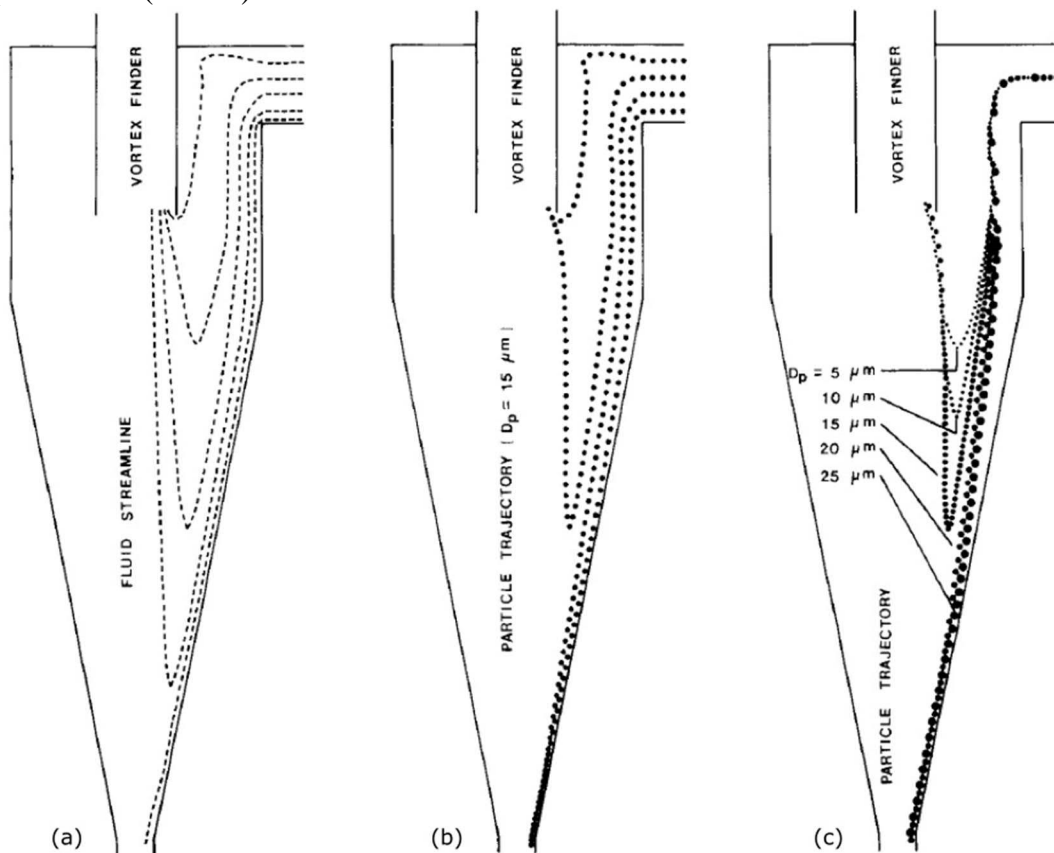 VORTEX FINDER
FLUID STREAMLINE
(a)
VORTEX FINDER
PARTICLE TRAJECTORY ( Dp = 15 μm )
(b)
VORTEX FINDER
Dp = 5 μm
10 μm
15 μm
20 μm
25 μm
PARTICLE TRAJECTORY
(c)